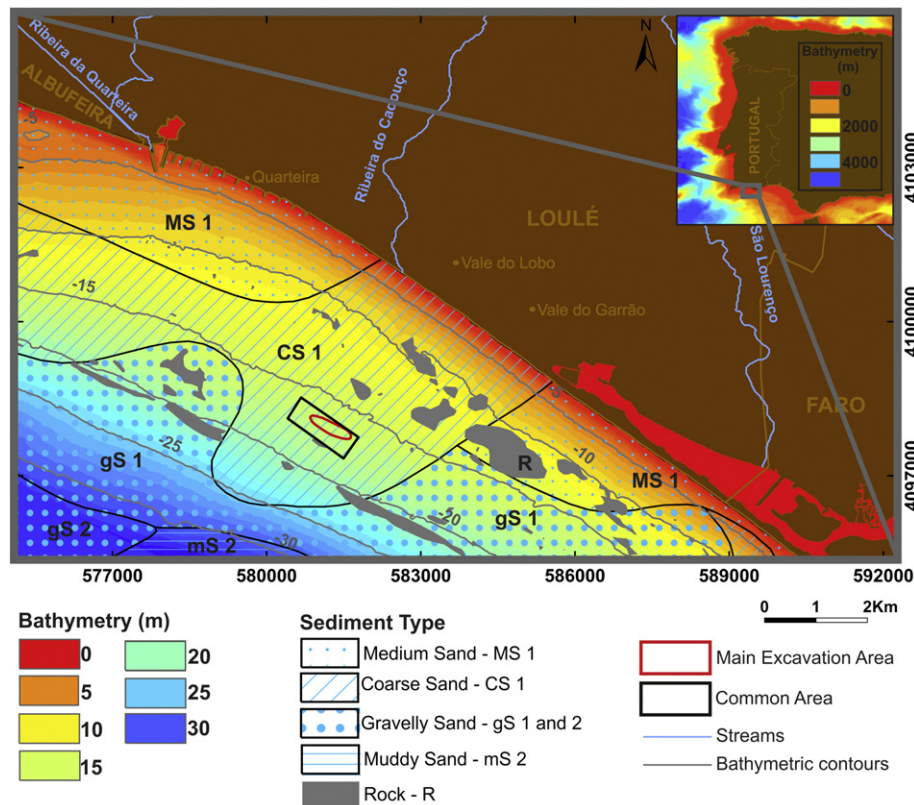 N
Bathymetry
(m)
0
2000
4000
PORTUGAL
Ribeira da Quarteira
ALBUFEIRA
Ribeira do Cacouço
São Lourenço
Quarteira
LOULÉ
Vale do Lobo
Vale do Garrão
FARO
-5
MS 1
-15
CS 1
-5
-10
R
MS 1
gS 1
-25
-20
gS 1
gS 2
mS 2
-30
4103000
4100000
4097000
577000 580000 583000 586000 589000 592000
0 1 2Km
Bathymetry (m)
0
5
10
15
20
25
30
Sediment Type
Medium Sand - MS 1
Coarse Sand - CS 1
Gravelly Sand - gS 1 and 2
Muddy Sand - mS 2
Rock - R
Main Excavation Area
Common Area
Streams
Bathymetric contours